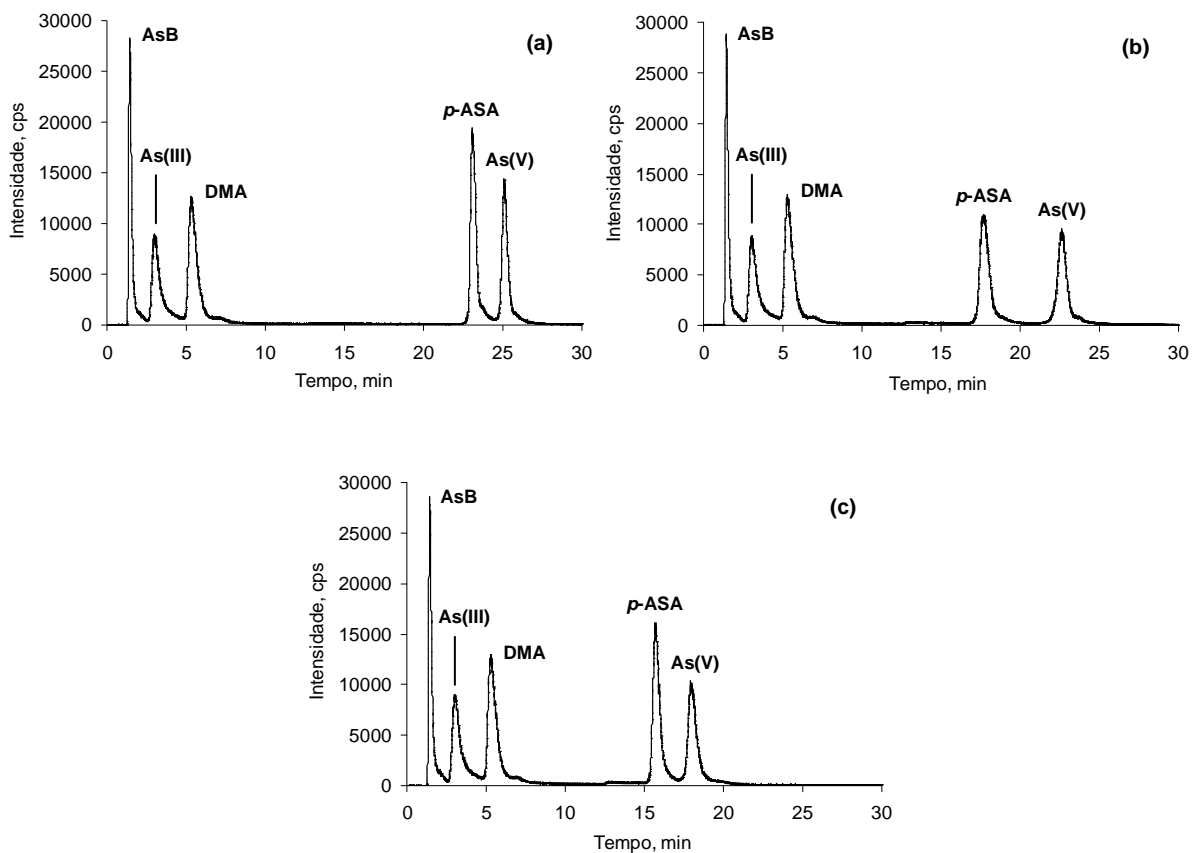 30000
25000
20000
15000
10000
5000
0
Intensidade, cps
AsB
(a)
As(III)
DMA
p-ASA
As(V)
0 5 10 15 20 25 30
Tempo, min
30000
25000
20000
15000
10000
5000
0
Intensidade, cps
AsB
(b)
As(III)
DMA
p-ASA
As(V)
0 5 10 15 20 25 30
Tempo, min
30000
25000
20000
15000
10000
5000
0
Intensidade, cps
AsB
(c)
As(III)
DMA
p-ASA
As(V)
0 5 10 15 20 25 30
Tempo, min